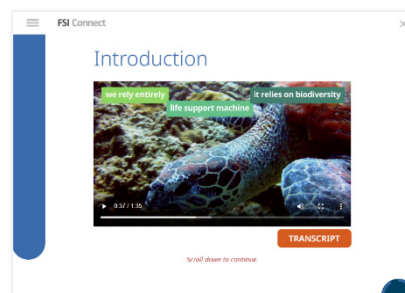 FSI Connect
Introduction
we rely entirely
it relies on biodiversity
life support machine
0:37 / 1:35
TRANSCRIPT
Scroll down to continue.